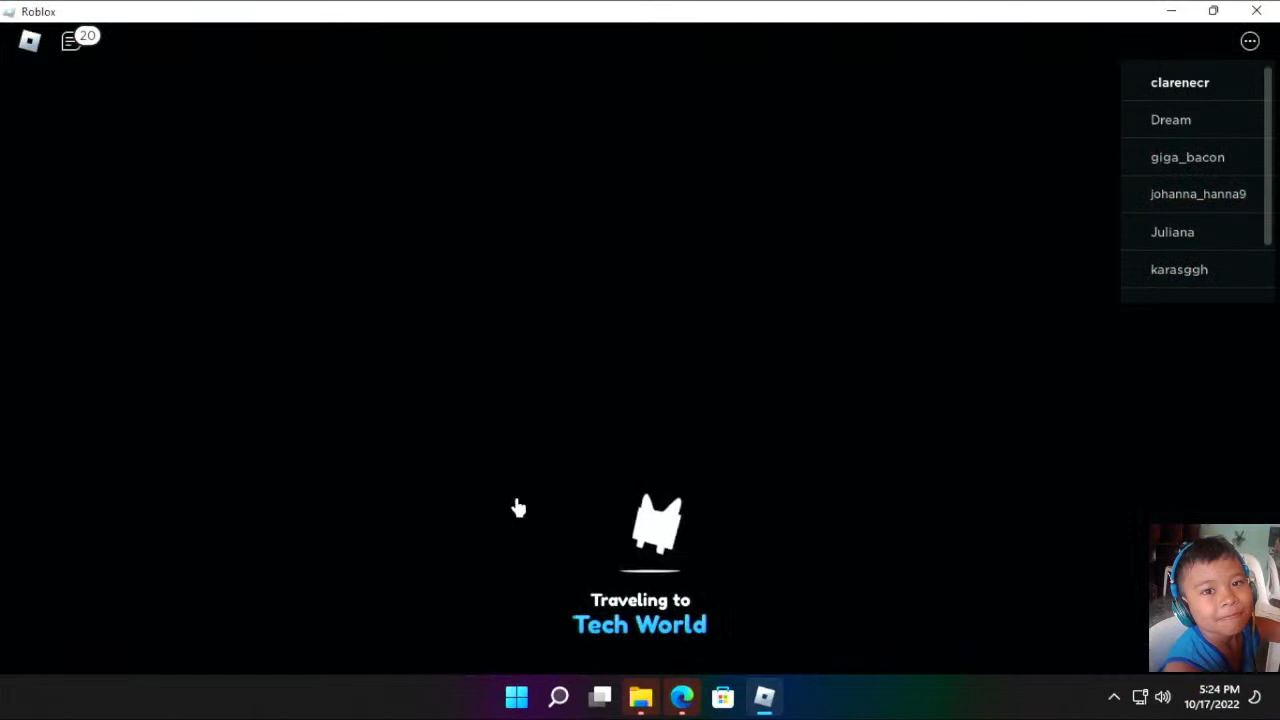 Roblox
20
clarenecr
Dream
giga_bacon
johanna_hanna9
Juliana
karasggh
Traveling to
Tech World
5:24 PM
10/17/2022